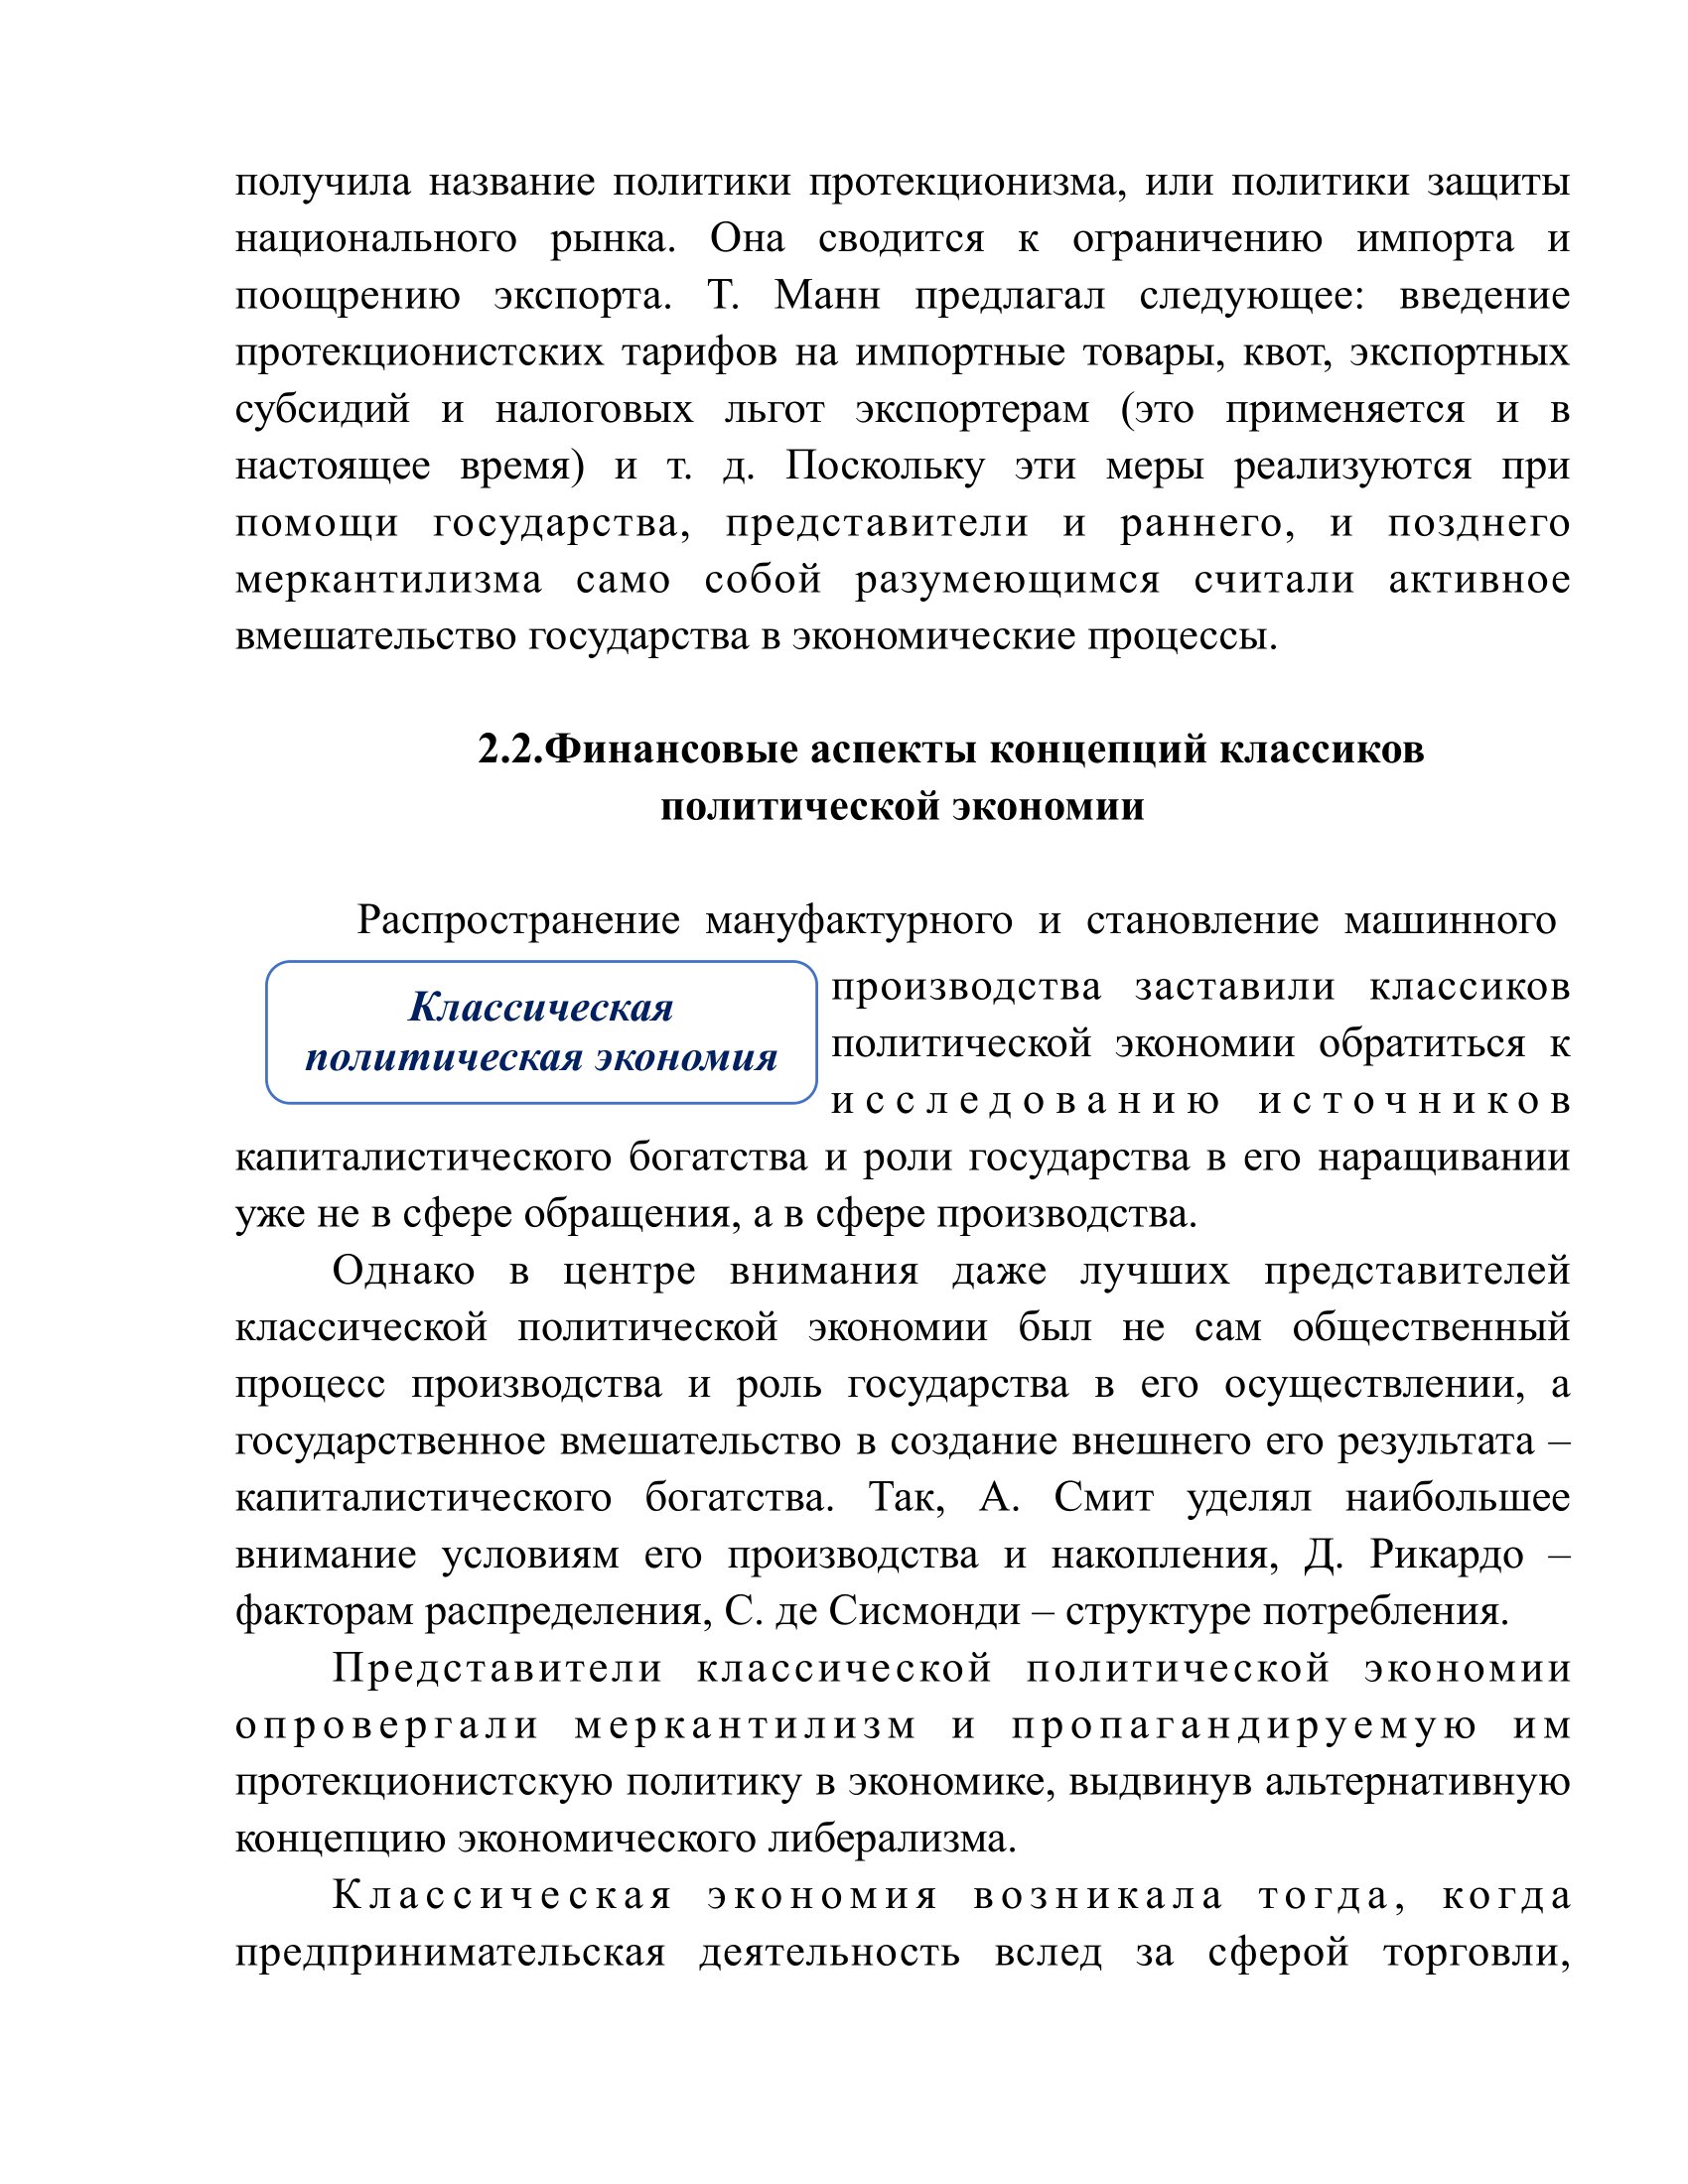 получила название политики протекционизма, или политики защиты
национального рынка. Она сводится к ограничению импорта и
поощрению экспорта. Т. Манн предлагал следующее: введение
протекционистских тарифов на импортные товары, квот, экспортных
субсидий и налоговых льгот экспортерам (это применяется и в
настоящее время) и т. д. Поскольку эти меры реализуются при
помощи государства, представители и раннего, и позднего
меркантилизма само собой разумеющимся считали активное
вмешательство государства в экономические процессы.
2.2.Финансовые аспекты концепций классиков
политической экономии
Распространение мануфактурного и становление машинного
Классическая
политическая экономия
производства заставили классиков
политической экономии обратиться к
исследованию источников
капиталистического богатства и роли государства в его наращивании
уже не в сфере обращения, а в сфере производства.
Однако в центре внимания даже лучших представителей
классической политической экономии был не сам общественный
процесс производства и роль государства в его осуществлении, а
государственное вмешательство в создание внешнего его результата –
капиталистического богатства. Так, А. Смит уделял наибольшее
внимание условиям его производства и накопления, Д. Рикардо –
факторам распределения, С. де Сисмонди – структуре потребления.
Представители классической политической экономии
опровергали меркантилизм и пропагандируемую им
протекционистскую политику в экономике, выдвинув альтернативную
концепцию экономического либерализма.
Классическая экономия возникала тогда, когда
предпринимательская деятельность вслед за сферой торговли,